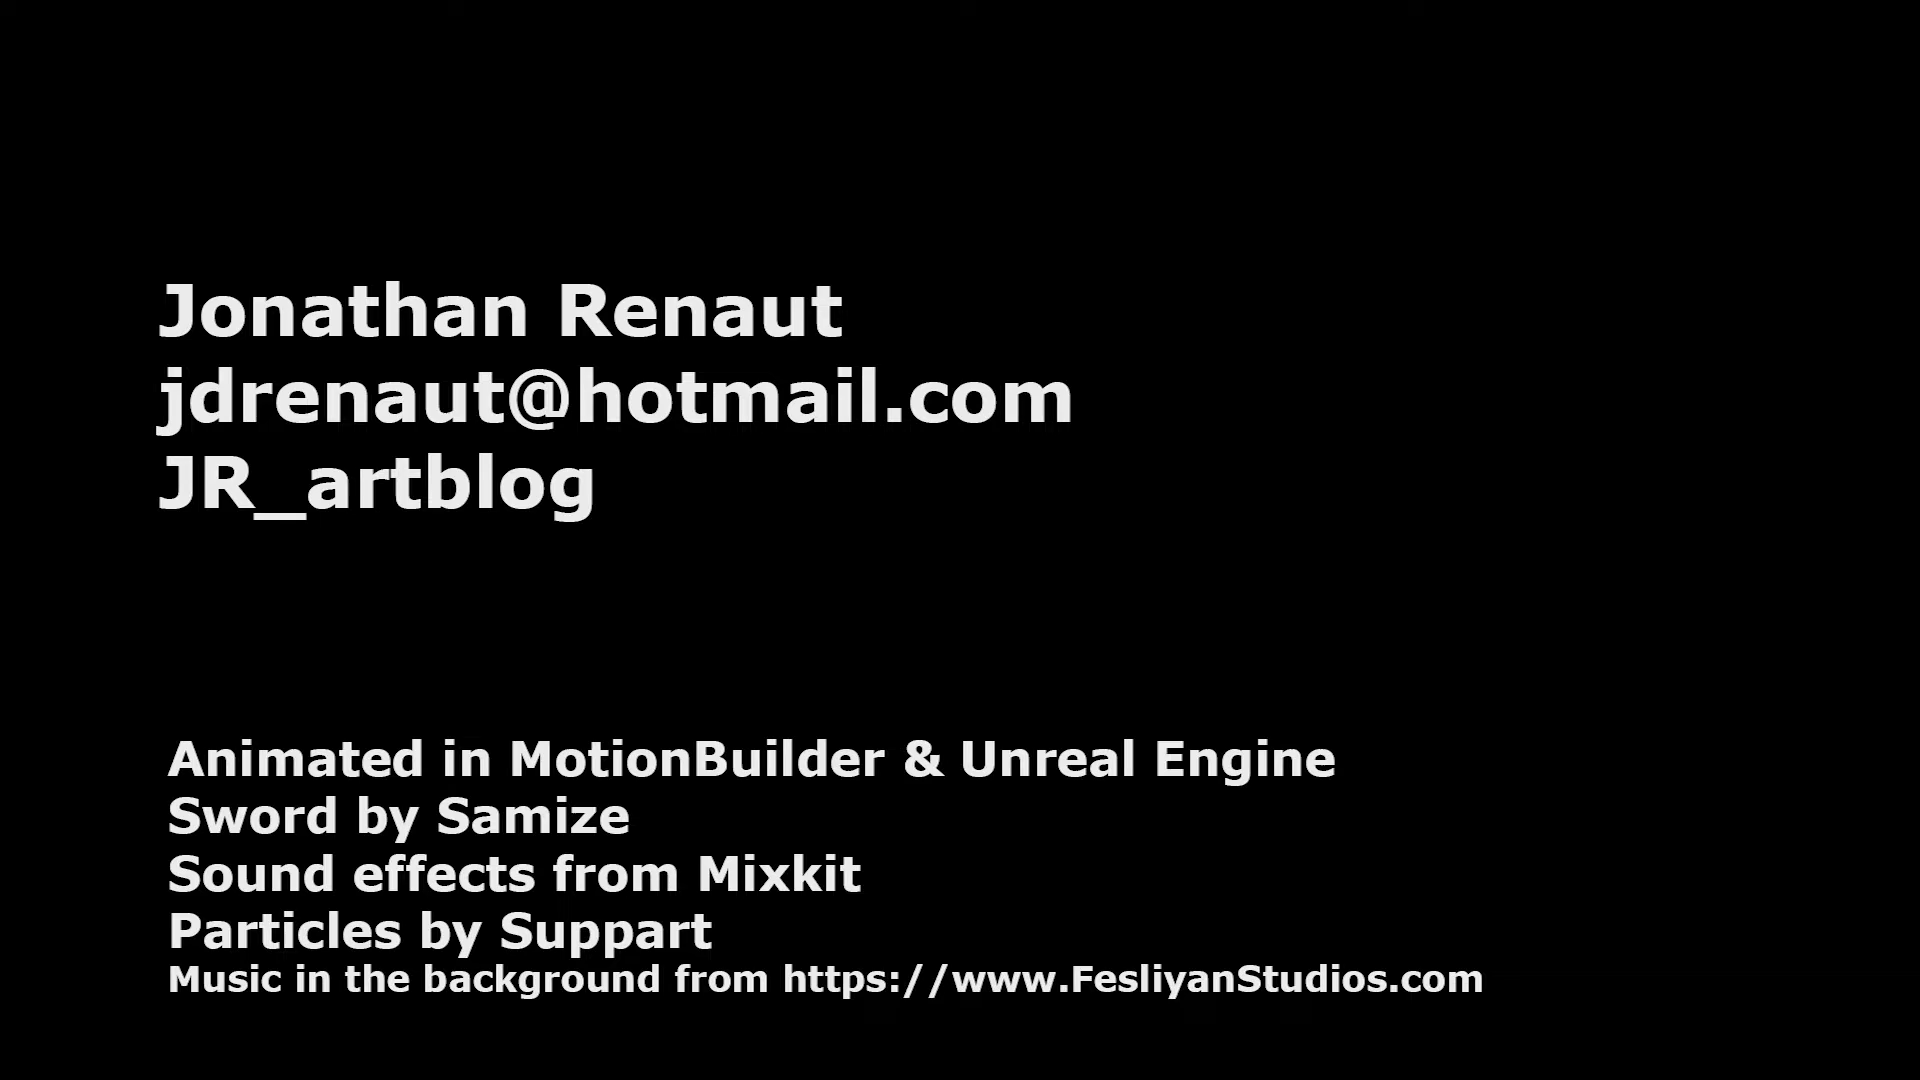 Jonathan Renaut
jdrenaut@hotmail.com
JR_artblog
Animated in MotionBuilder & Unreal Engine
Sword by Samize
Sound effects from Mixkit
Particles by Suppart
Music in the background from https://www.FesliyanStudios.com